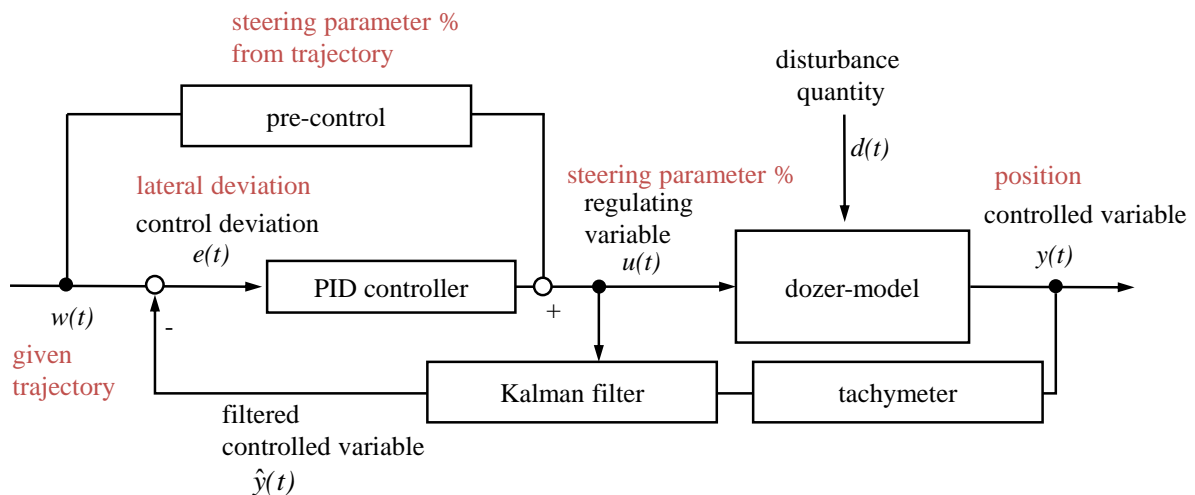 steering parameter %
from trajectory
disturbance
quantity
pre-control
d(t)
lateral deviation
control deviation
e(t)
steering parameter %
regulating
variable
u(t)
position
controlled variable
y(t)
PID controller
dozer-model
w(t)
-
+
given
trajectory
Kalman filter
tachymeter
filtered
controlled variable
ŷ(t)